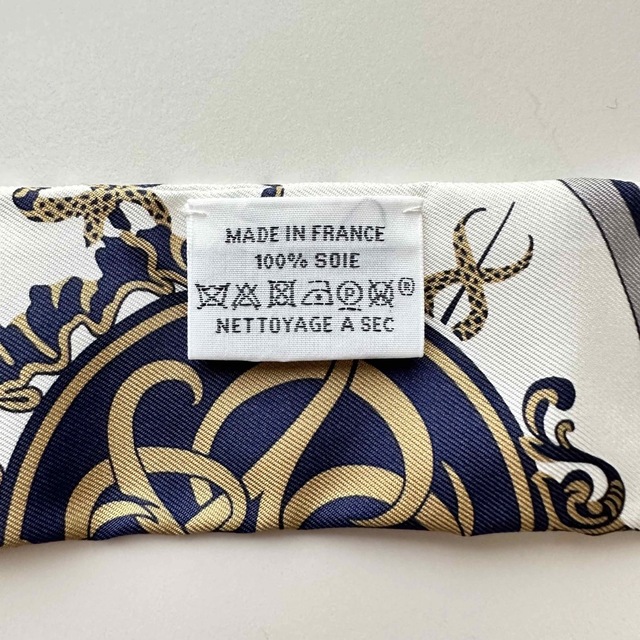 MADE IN FRANCE
100% SOIE
®
NETTOYAGE A SEC